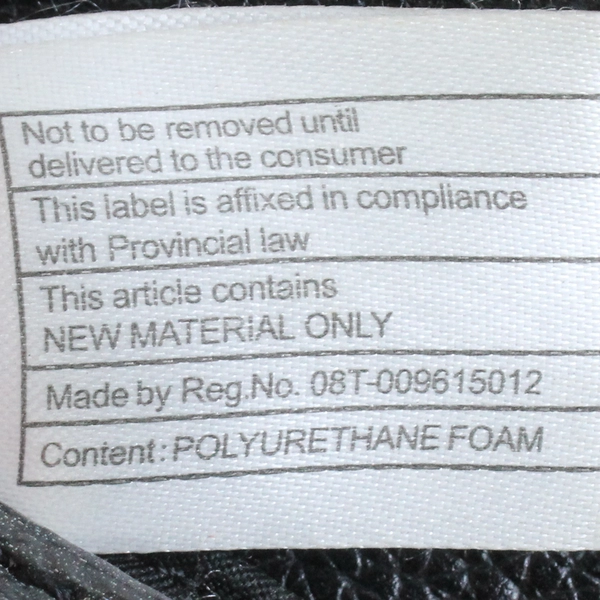 Not to be removed until
delivered to the consumer
This label is affixed in compliance
with Provincial law
This article contains
NEW MATERIAL ONLY
Made by Reg.No. 08T-009615012
Content: POLYURETHANE FOAM